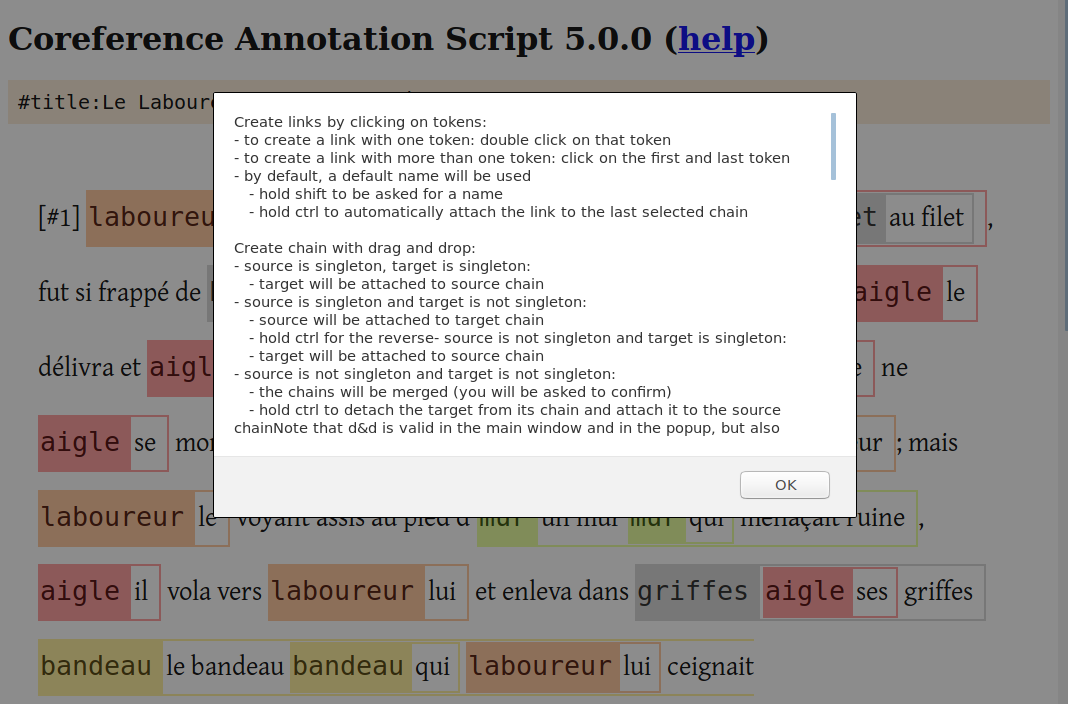 Coreference Annotation Script 5.0.0 (help)
#title:Le Laboure
Create links by clicking on tokens:
- to create a link with one token: double click on that token
- to create a link with more than one token: click on the first and last token
- by default, a default name will be used
- hold shift to be asked for a name
- hold ctrl to automatically attach the link to the last selected chain
Create chain with drag and drop:
- source is singleton, target is singleton:
- target will be attached to source chain
- source is singleton and target is not singleton:
- source will be attached to target chain
- hold ctrl for the reverse- source is not singleton and target is singleton:
- target will be attached to source chain
- source is not singleton and target is not singleton:
- the chains will be merged (you will be asked to confirm)
- hold ctrl to detach the target from its chain and attach it to the source
chainNote that d&d is valid in the main window and in the popup, but also
OK
[#1] laboureu et au filet ,
fut si frappé de aigle le
délivra et aigl e ne
aigle se mo ur ; mais
laboureur le voyant assis au pied d mur un mur mur qui menaçait ruine ,
aigle il vola vers laboureur lui et enleva dans griffes aigle ses griffes
bandeau le bandeau bandeau qui laboureur lui ceignait